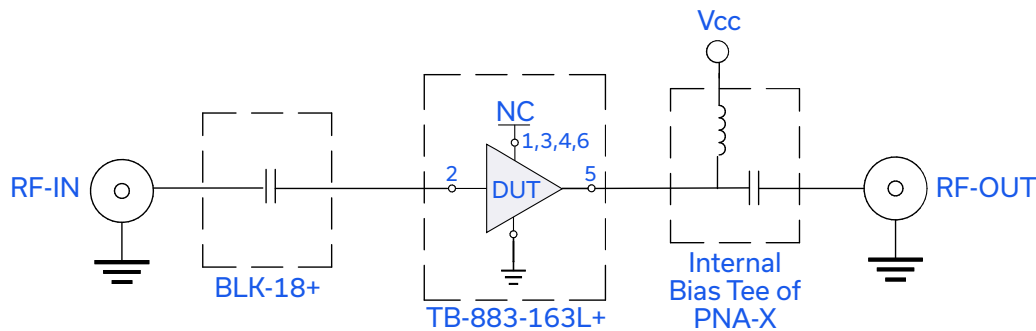 Vcc
NC
1,3,4,6
RF-IN
2
DUT
5
RF-OUT
BLK-18+
TB-883-163L+
Internal
Bias Tee of
PNA-X